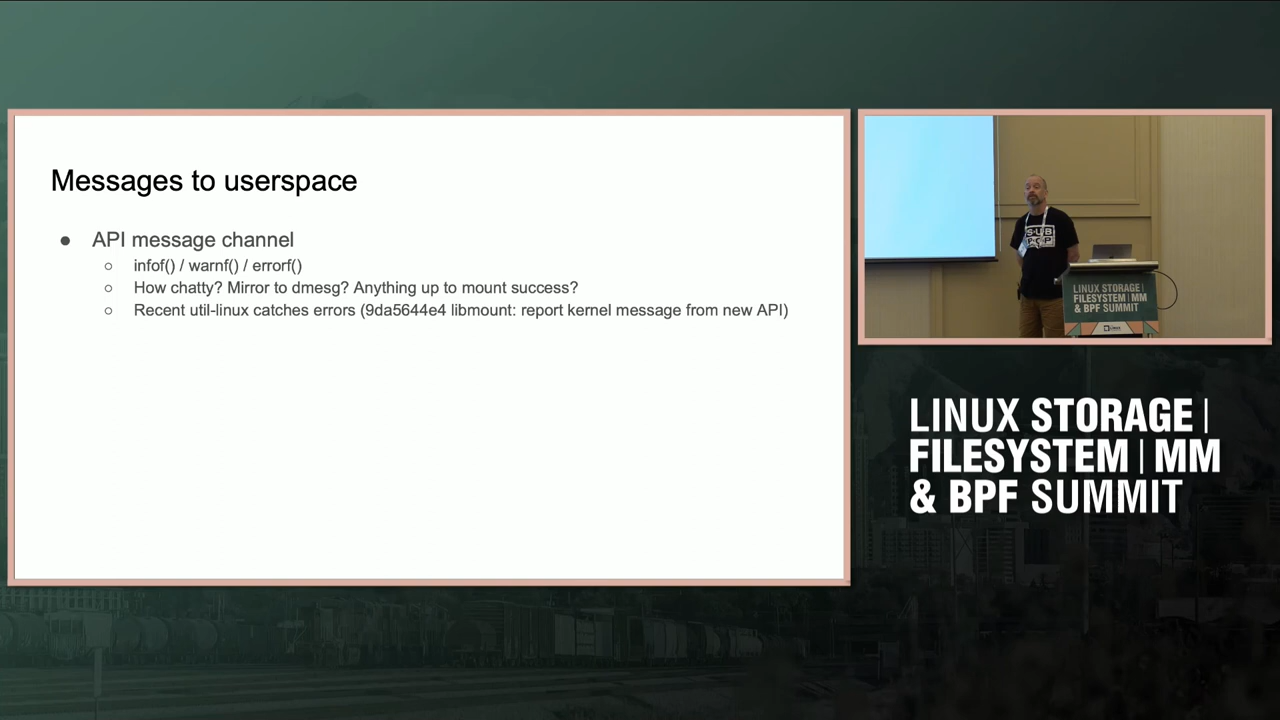 Messages to userspace
● API message channel
○ infof() / warnf() / errorf()
○ How chatty? Mirror to dmesg? Anything up to mount success?
○ Recent util-linux catches errors (9da5644e4 libmount: report kernel message from new API)
SUB
POP
LINUX STORAGE |
FILESYSTEM | MM
& BPF SUMMIT
LINUX STORAGE |
FILESYSTEM | MM
& BPF SUMMIT